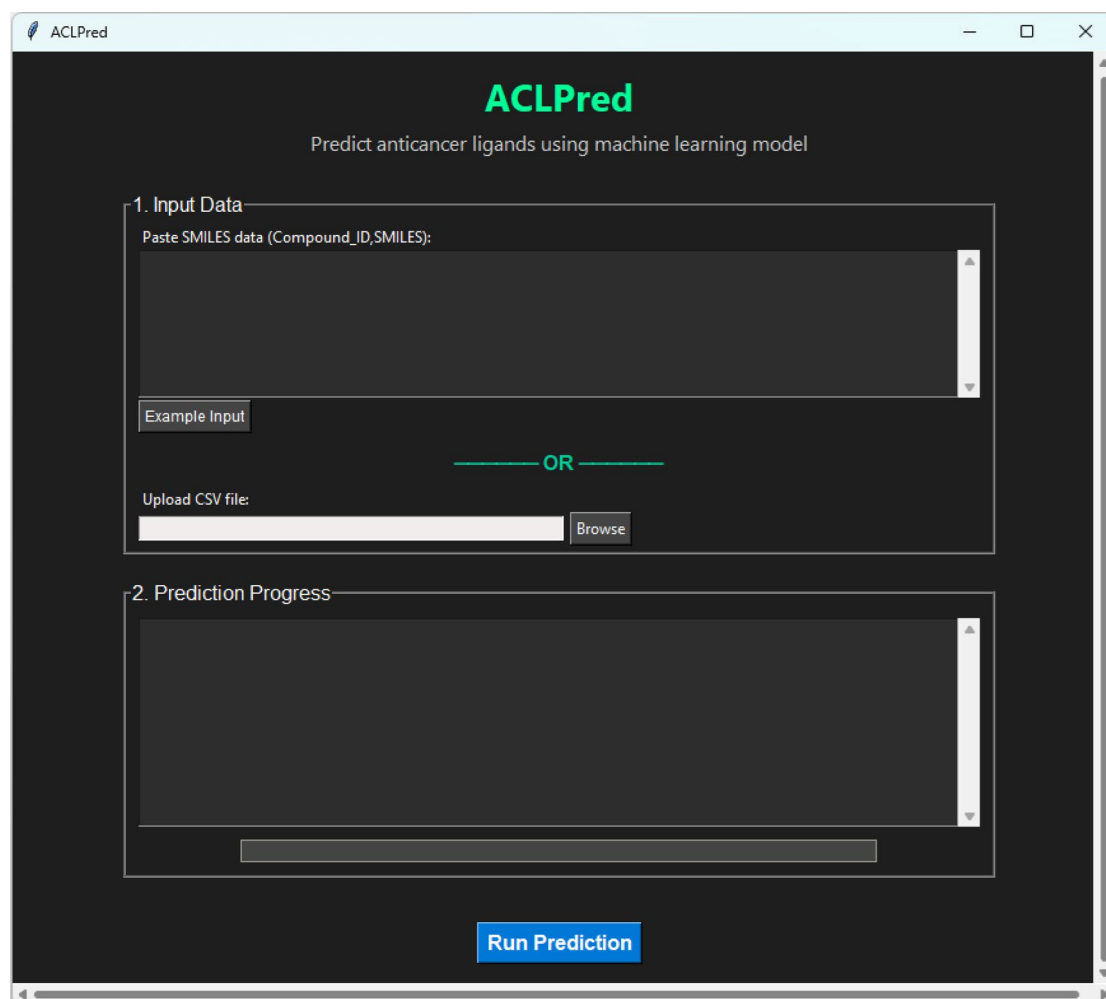 ACLPred
ACLPred
Predict anticancer ligands using machine learning model
1. Input Data
Paste SMILES data (Compound_ID,SMILES):
Example Input
OR
Upload CSV file:
Browse
2. Prediction Progress
Run Prediction